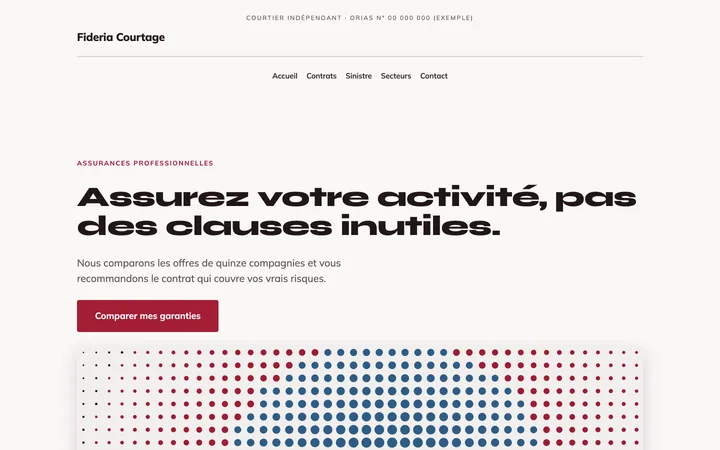 COURTIER INDÉPENDANT · ORIAS N° 00 000 000 (EXEMPLE)
Fideria Courtage
Accueil Contrats Sinistre Secteurs Contact
ASSURANCES PROFESSIONNELLES
Assurez votre activité, pas
des clauses inutiles.
Nous comparons les offres de quinze compagnies et vous
recommandons le contrat qui couvre vos vrais risques.
Comparer mes garanties